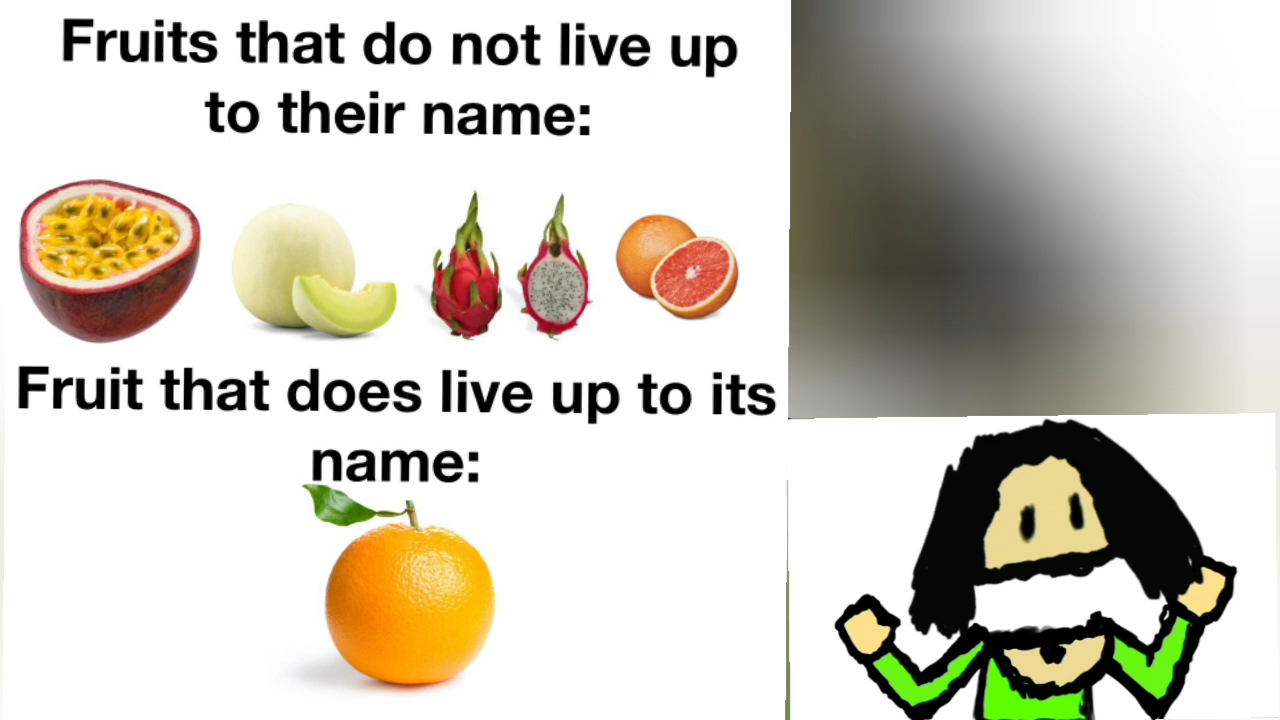 Fruits that do not live up
to their name:
Fruit that does live up to its
name: